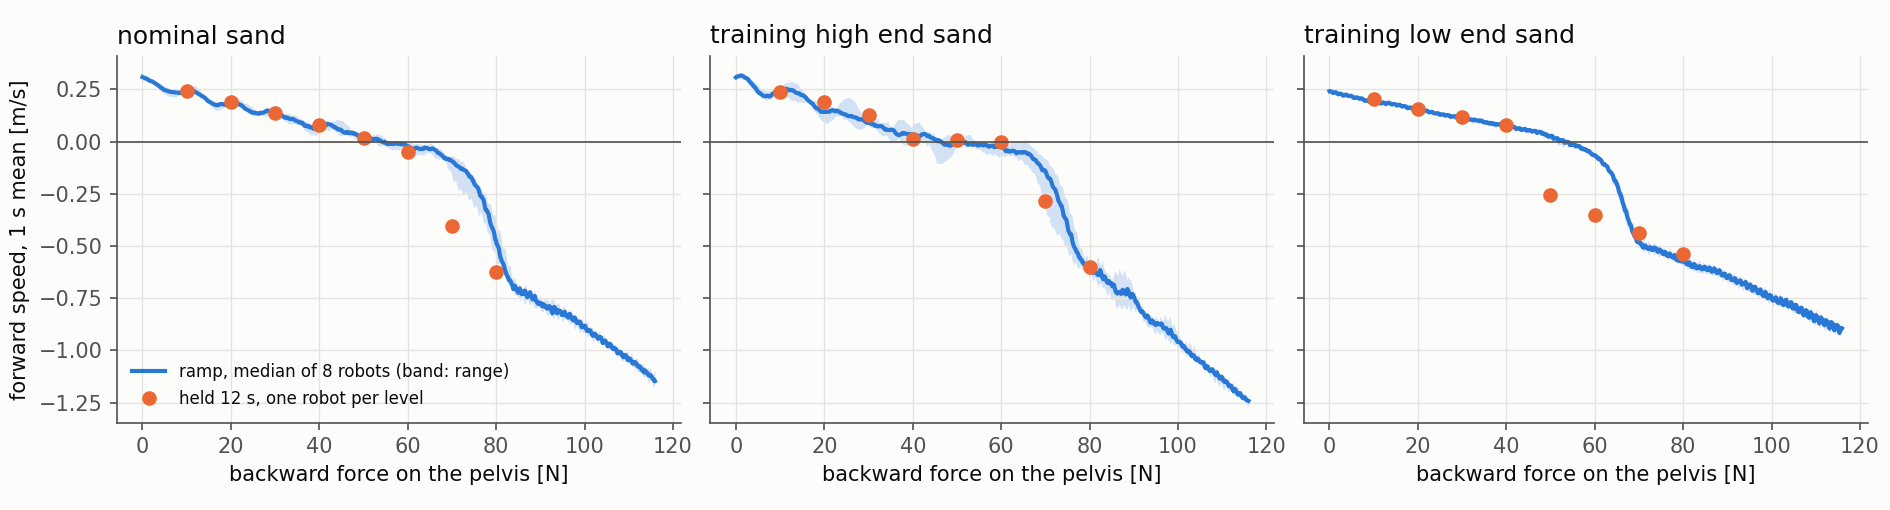 nominal sand
training high end sand
training low end sand
forward speed, 1 s mean [m/s]
0.25
0.00
−0.25
−0.50
−0.75
−1.00
−1.25
ramp, median of 8 robots (band: range)
held 12 s, one robot per level
0 20 40 60 80 100 120
0 20 40 60 80 100 120
0 20 40 60 80 100 120
backward force on the pelvis [N]
backward force on the pelvis [N]
backward force on the pelvis [N]